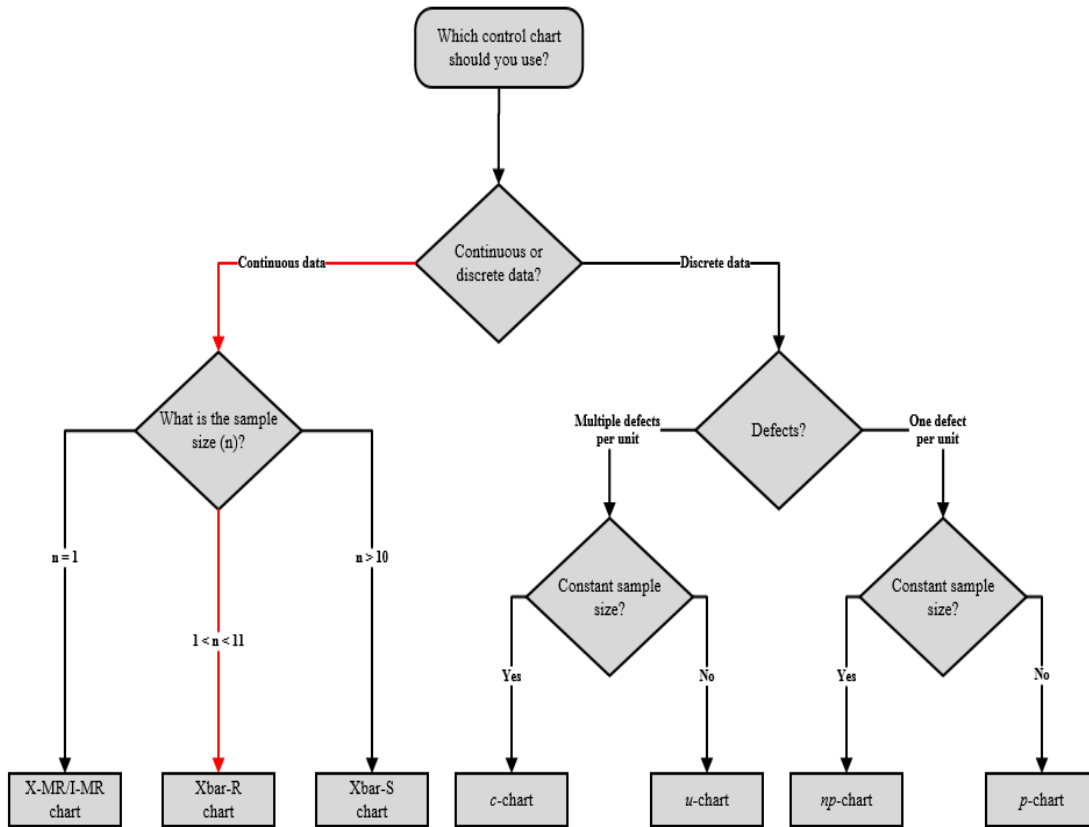 Which control chart
should you use?
Continuous or
discrete data?
Continuous data
Discrete data
What is the sample
size (n)?
Defects?
Multiple defects
per unit
One defect
per unit
n = 1
1 < n < 11
n > 10
Constant sample
size?
Constant sample
size?
Yes
No
Yes
No
X-MR/I-MR
chart
Xbar-R
chart
Xbar-S
chart
c-chart
u-chart
np-chart
p-chart